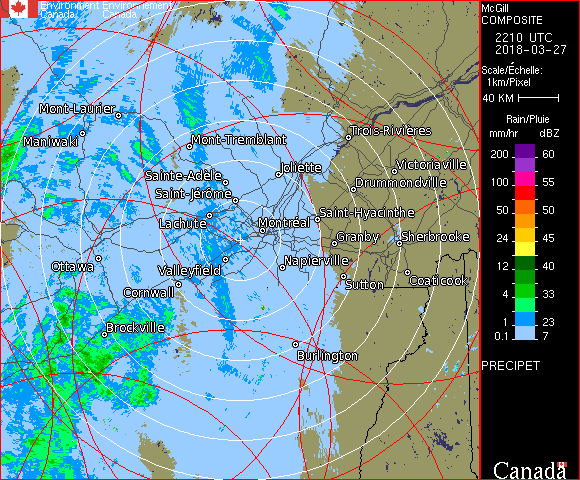 Environment Environnement
Canada Canada
McGill
COMPOSITE
2210 UTC
2018-03-27
Scale/Échelle:
1km/Pixel
40 KM
Rain/Pluie
mm/hr dBZ
200 60
100 55
50 50
24 45
12 40
4 33
1 23
0.1 7
PRECIPET
Canada
Mont-Laurier
Maniwaki
Mont-Tremblant
Trois-Rivières
Sainte-Adèle
Joliette
Victoriaville
Saint-Jérôme
Drummondville
Lachute
Montréal
Saint-Hyacinthe
Granby
Sherbrooke
Ottawa
Valleyfield
Napierville
Sutton
Coaticook
Cornwall
Brockville
Burlington